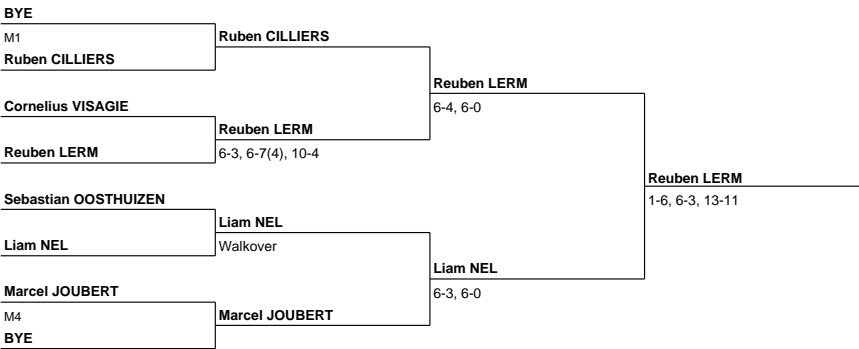 BYE
M1
Ruben CILLIERS
Ruben CILLIERS
Cornelius VISAGIE
Reuben LERM
Reuben LERM
6-3, 6-7(4), 10-4
Reuben LERM
6-4, 6-0
Sebastian OOSTHUIZEN
Liam NEL
Liam NEL
Walkover
Marcel JOUBERT
M4
BYE
Marcel JOUBERT
Liam NEL
6-3, 6-0
Reuben LERM
1-6, 6-3, 13-11